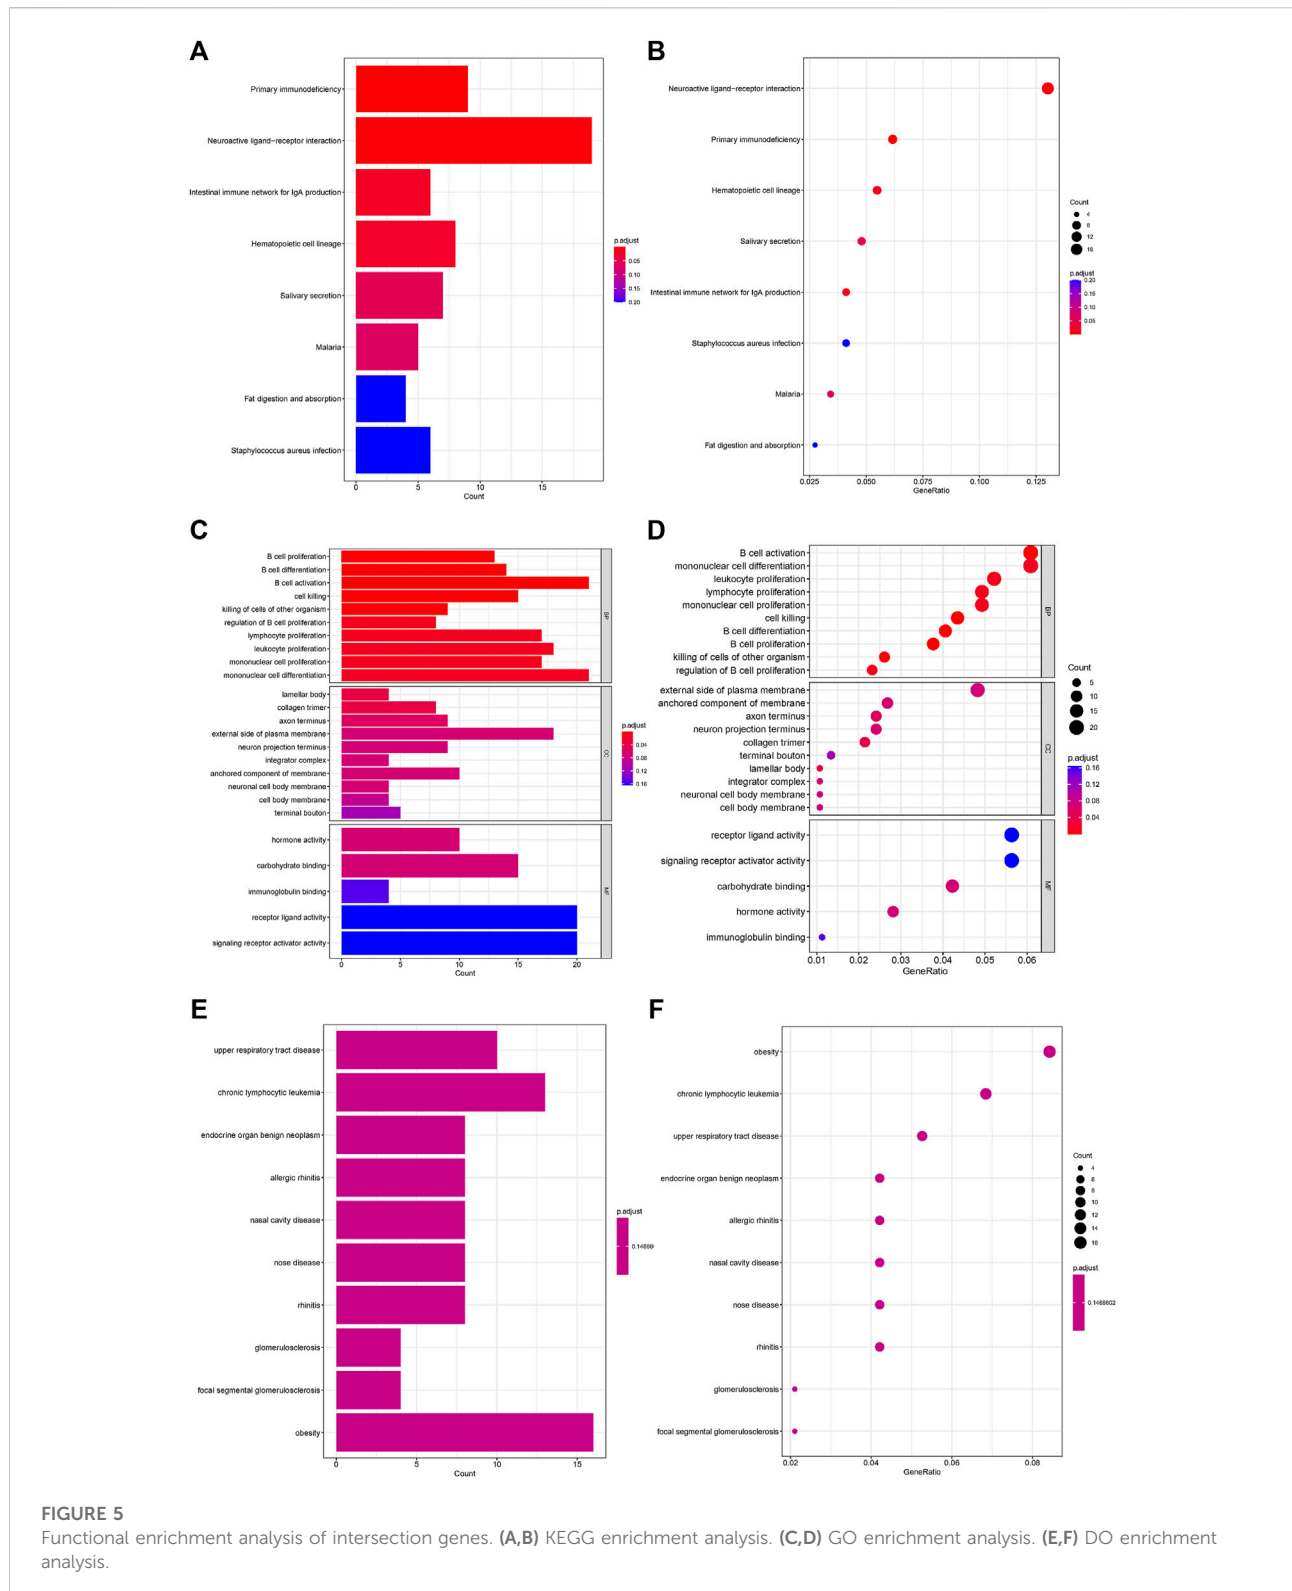 A
Primary immunodeficiency
Neuroactive ligand−receptor interaction
Intestinal immune network for IgA production
Hematopoietic cell lineage
Salivary secretion
Malaria
Fat digestion and absorption
Staphylococcus aureus infection
0 5 10 15
Count
p.adjust
0.05
0.10
0.15
0.20
B
Neuroactive ligand−receptor interaction
Primary immunodeficiency
Hematopoietic cell lineage
Salivary secretion
Intestinal immune network for IgA production
Staphylococcus aureus infection
Malaria
Fat digestion and absorption
0.025 0.050 0.075 0.100 0.125
GeneRatio
Count
4
8
12
16
p.adjust
0.20
0.15
0.10
0.05
C
B cell proliferation
B cell differentiation
B cell activation
cell killing
killing of cells of other organism
regulation of B cell proliferation
lymphocyte proliferation
leukocyte proliferation
mononuclear cell proliferation
mononuclear cell differentiation
BP
lamellar body
collagen trimer
axon terminus
external side of plasma membrane
neuron projection terminus
integrator complex
anchored component of membrane
neuronal cell body membrane
cell body membrane
terminal bouton
CC
hormone activity
carbohydrate binding
immunoglobulin binding
receptor ligand activity
signaling receptor activator activity
MF
0 5 10 15 20
Count
p.adjust
0.04
0.08
0.12
0.16
D
B cell activation
mononuclear cell differentiation
leukocyte proliferation
lymphocyte proliferation
mononuclear cell proliferation
cell killing
B cell differentiation
B cell proliferation
killing of cells of other organism
regulation of B cell proliferation
BP
external side of plasma membrane
anchored component of membrane
axon terminus
neuron projection terminus
collagen trimer
terminal bouton
lamellar body
integrator complex
neuronal cell body membrane
cell body membrane
CC
receptor ligand activity
signaling receptor activator activity
carbohydrate binding
hormone activity
immunoglobulin binding
MF
0.01 0.02 0.03 0.04 0.05 0.06
GeneRatio
Count
5
10
15
20
p.adjust
0.16
0.12
0.08
0.04
E
upper respiratory tract disease
chronic lymphocytic leukemia
endocrine organ benign neoplasm
allergic rhinitis
nasal cavity disease
nose disease
rhinitis
glomerulosclerosis
focal segmental glomerulosclerosis
obesity
0 5 10 15
Count
p.adjust
F
obesity
chronic lymphocytic leukemia
upper respiratory tract disease
endocrine organ benign neoplasm
allergic rhinitis
nasal cavity disease
nose disease
rhinitis
glomerulosclerosis
focal segmental glomerulosclerosis
0.02 0.04 0.06 0.08
GeneRatio
Count
4
6
8
10
12
14
16
p.adjust
FIGURE 5
Functional enrichment analysis of intersection genes. (A,B) KEGG enrichment analysis. (C,D) GO enrichment analysis. (E,F) DO enrichment
analysis.